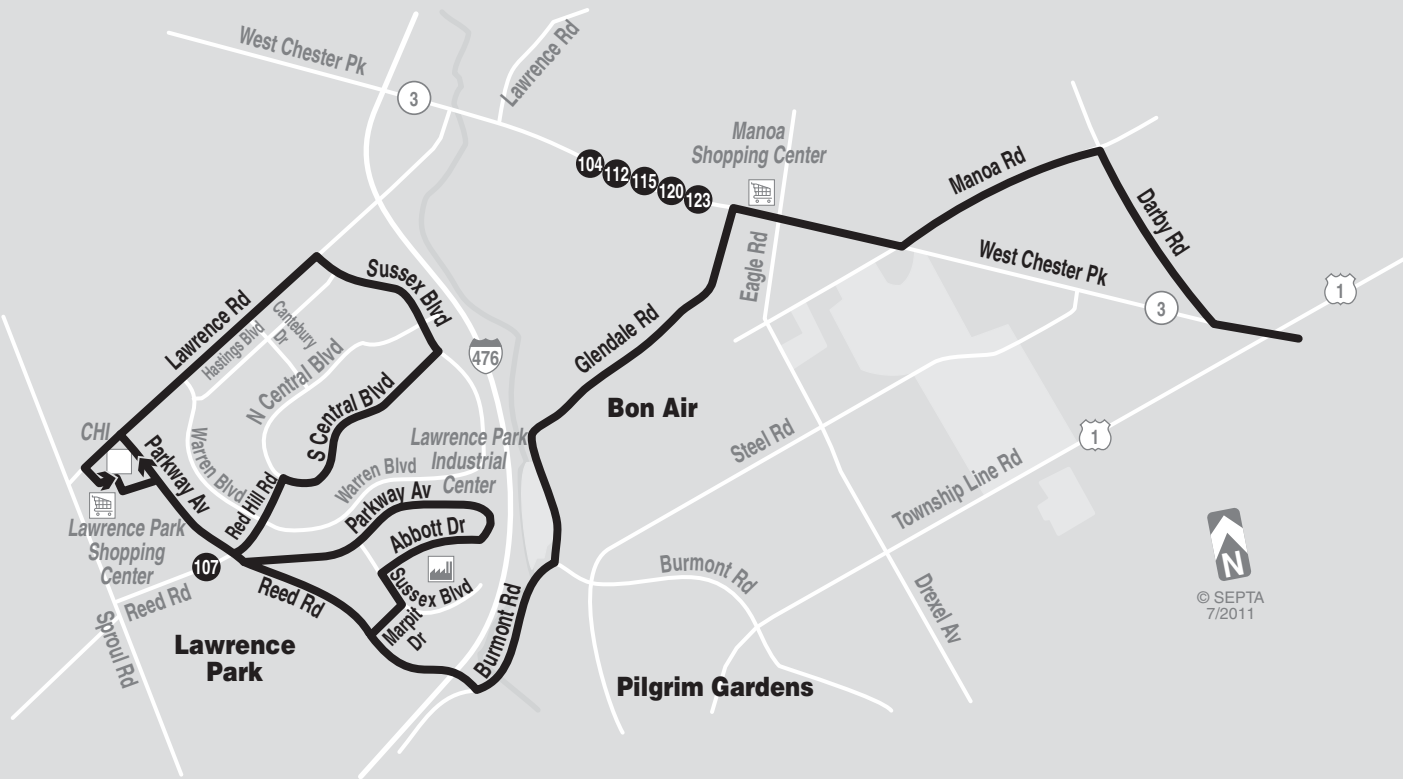 West Chester Pk
3
Lawrence Rd
104
112
115
120
123
Manoa
Shopping Center
Manoa Rd
Darby Rd
Eagle Rd
West Chester Pk
3
1
Sussex Blvd
Lawrence Rd
Cantebury
Dr
Hastings Blvd
N Central Blvd
476
Glendale Rd
S Central Blvd
Bon Air
CHI
Parkway Av
Warren Blvd
Lawrence Park
Industrial
Center
Steel Rd
1
Warren Blvd
Red Hill Rd
Parkway Av
Abbott Dr
Township Line Rd
Lawrence Park
Shopping
Center
107
Reed Rd
Reed Rd
Sussex Blvd
Marpit
Dr
Burmont Rd
Burmont Rd
Drexel Av
N
© SEPTA
7/2011
Sproul Rd
Lawrence
Park
Pilgrim Gardens